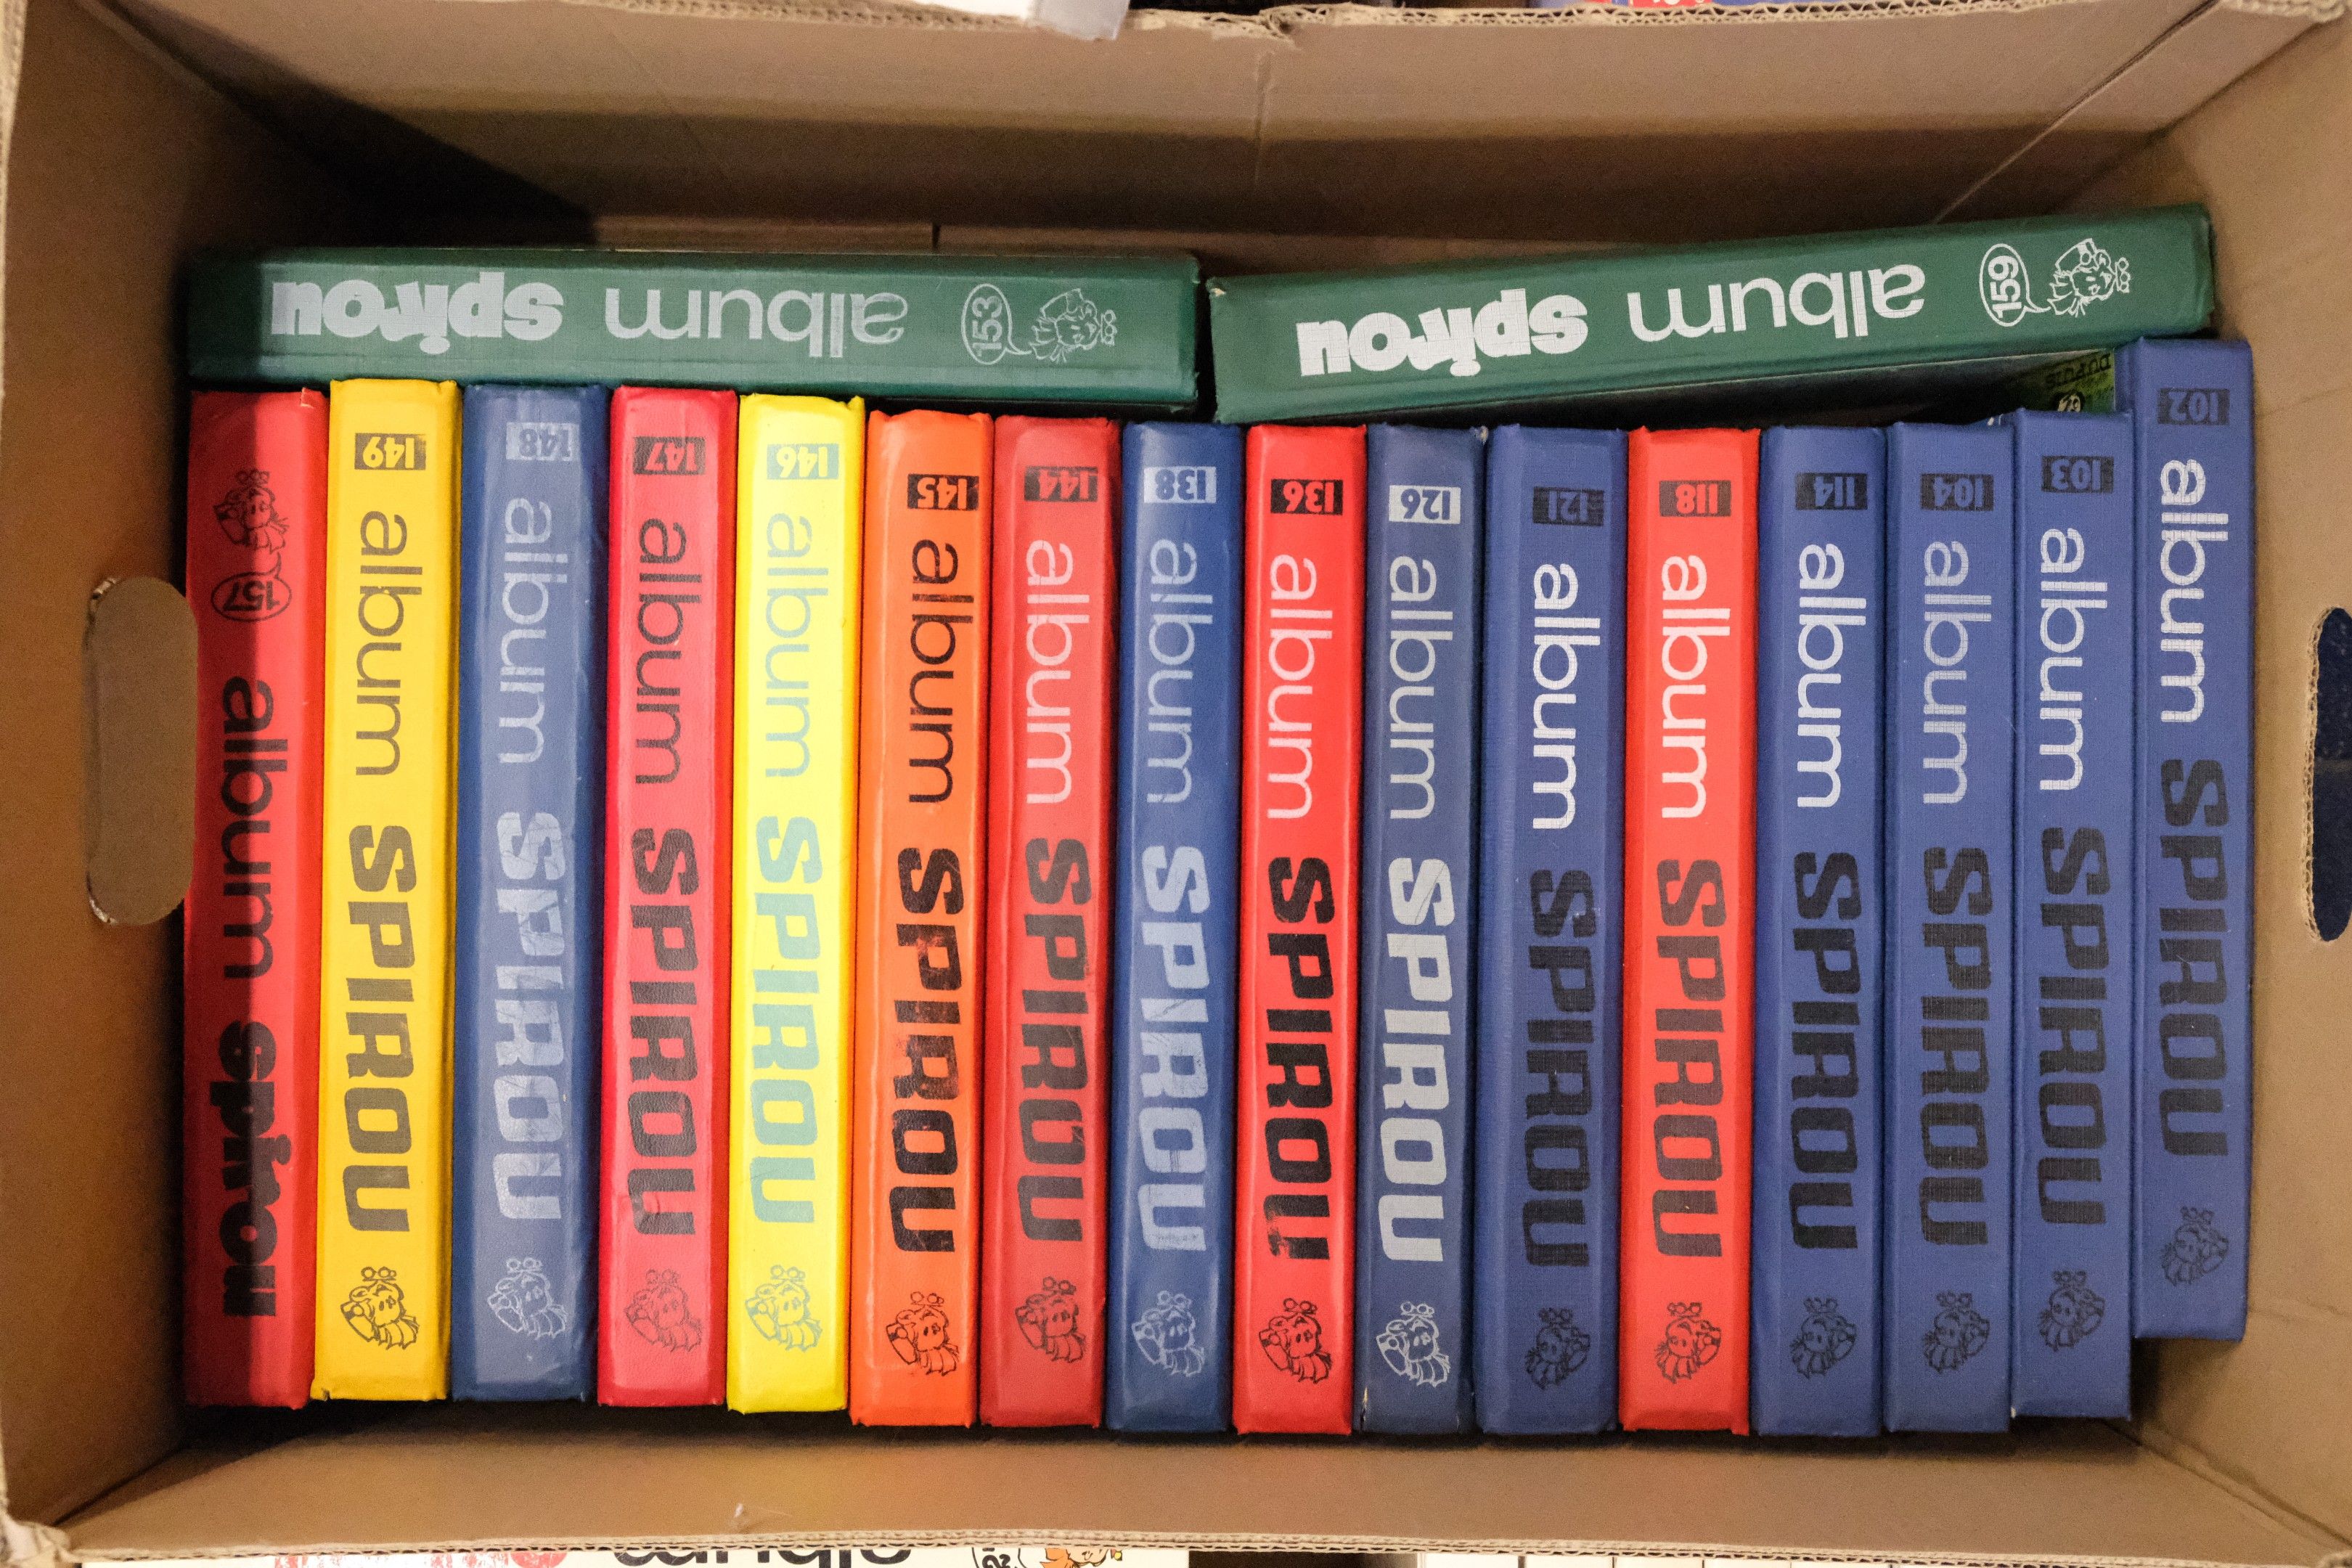 spirou album 153
spirou album 159
157 album spirou
149 album SPIROU
148 album SPIROU
147 album SPIROU
146 album SPIROU
145 album SPIROU
144 album SPIROU
138 album SPIROU
136 album SPIROU
126 album SPIROU
121 album SPIROU
118 album SPIROU
114 album SPIROU
104 album SPIROU
103 album SPIROU
102 album SPIROU
DUPUIS
album